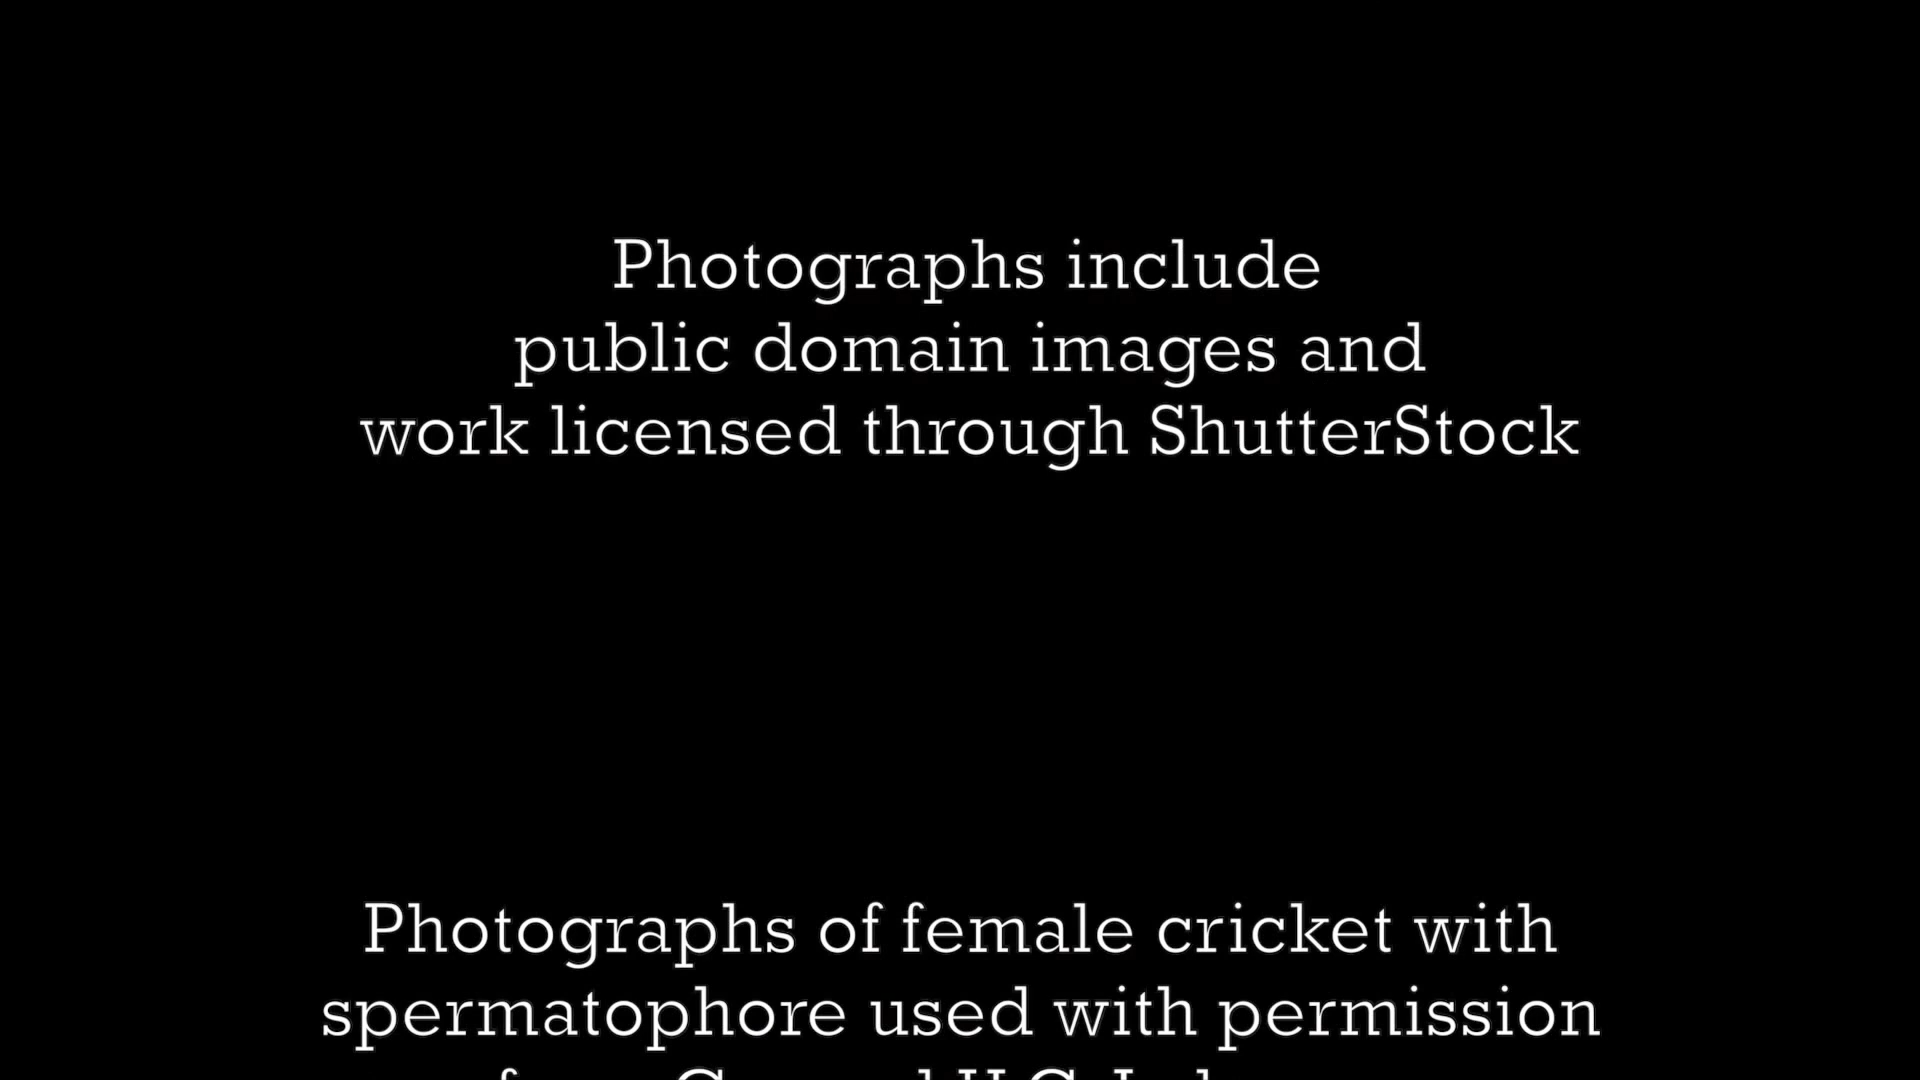 Photographs include
public domain images and
work licensed through ShutterStock
Photographs of female cricket with
spermatophore used with permission